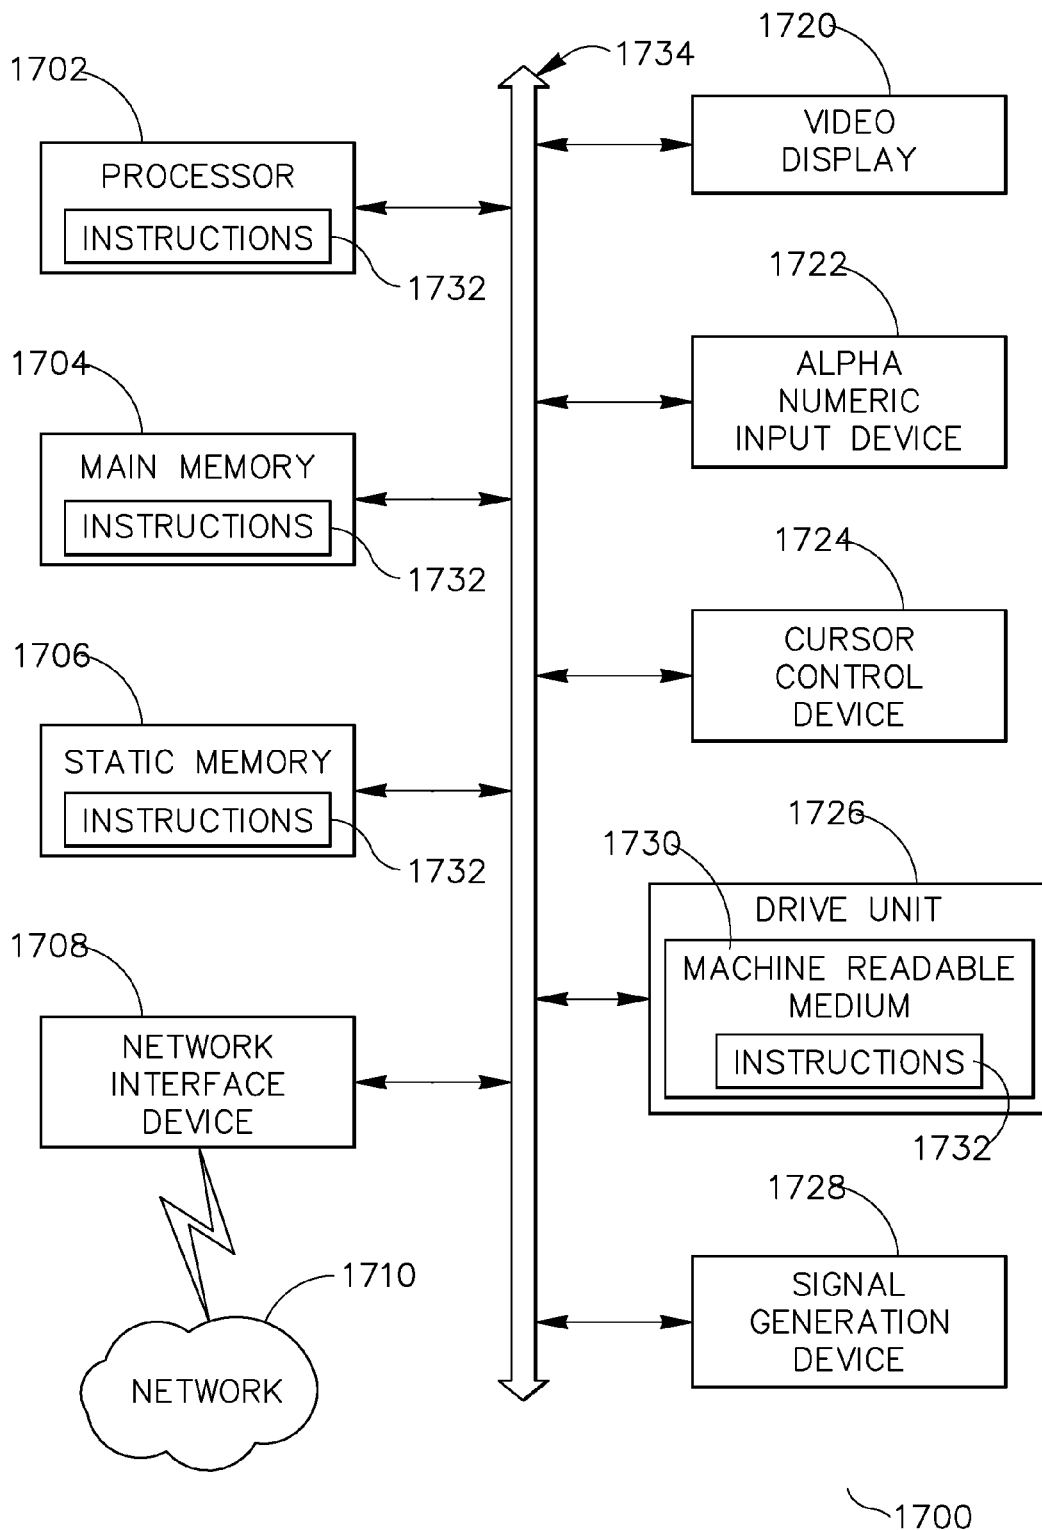 1702
PROCESSOR
INSTRUCTIONS
1732
1704
MAIN MEMORY
INSTRUCTIONS
1732
1706
STATIC MEMORY
INSTRUCTIONS
1732
1708
NETWORK
INTERFACE
DEVICE
1710
NETWORK
1734
1720
VIDEO
DISPLAY
1722
ALPHA
NUMERIC
INPUT DEVICE
1724
CURSOR
CONTROL
DEVICE
1726
1730
DRIVE UNIT
MACHINE READABLE
MEDIUM
INSTRUCTIONS
1732
1728
SIGNAL
GENERATION
DEVICE
1700